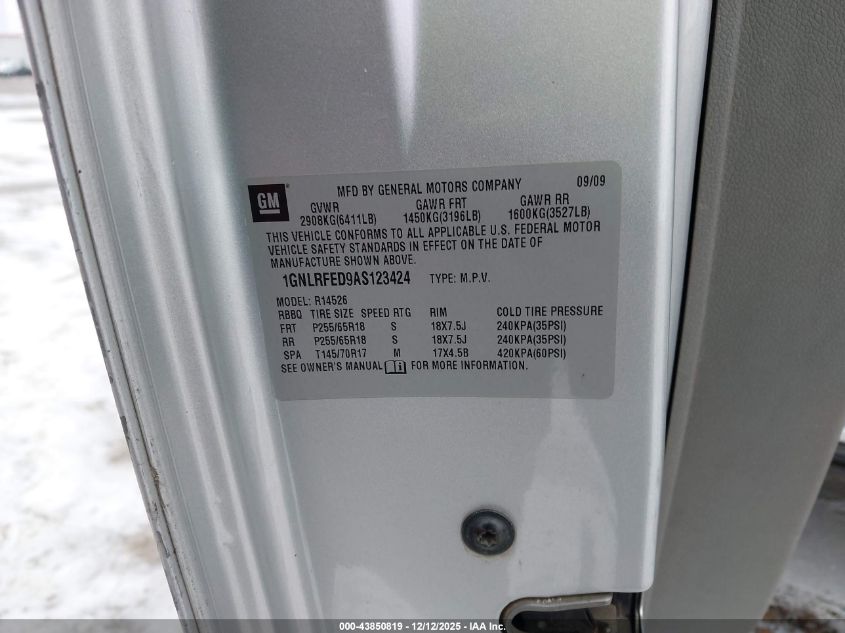 GM
MFD BY GENERAL MOTORS COMPANY 09/09
GVWR GAWR FRT GAWR RR
2908KG(6411LB) 1450KG(3196LB) 1600KG(3527LB)
THIS VEHICLE CONFORMS TO ALL APPLICABLE U.S. FEDERAL MOTOR
VEHICLE SAFETY STANDARDS IN EFFECT ON THE DATE OF
MANUFACTURE SHOWN ABOVE.
1GNLRFED9AS123424 TYPE: M.P.V.
MODEL: R14526
RBBQ TIRE SIZE SPEED RTG RIM COLD TIRE PRESSURE
FRT P255/65R18 S 18X7.5J 240KPA(35PSI)
RR P255/65R18 S 18X7.5J 240KPA(35PSI)
SPA T145/70R17 M 17X4.5B 420KPA(60PSI)
SEE OWNER'S MANUAL FOR MORE INFORMATION.
000-43850819 • 12/12/2025 - IAA Inc.